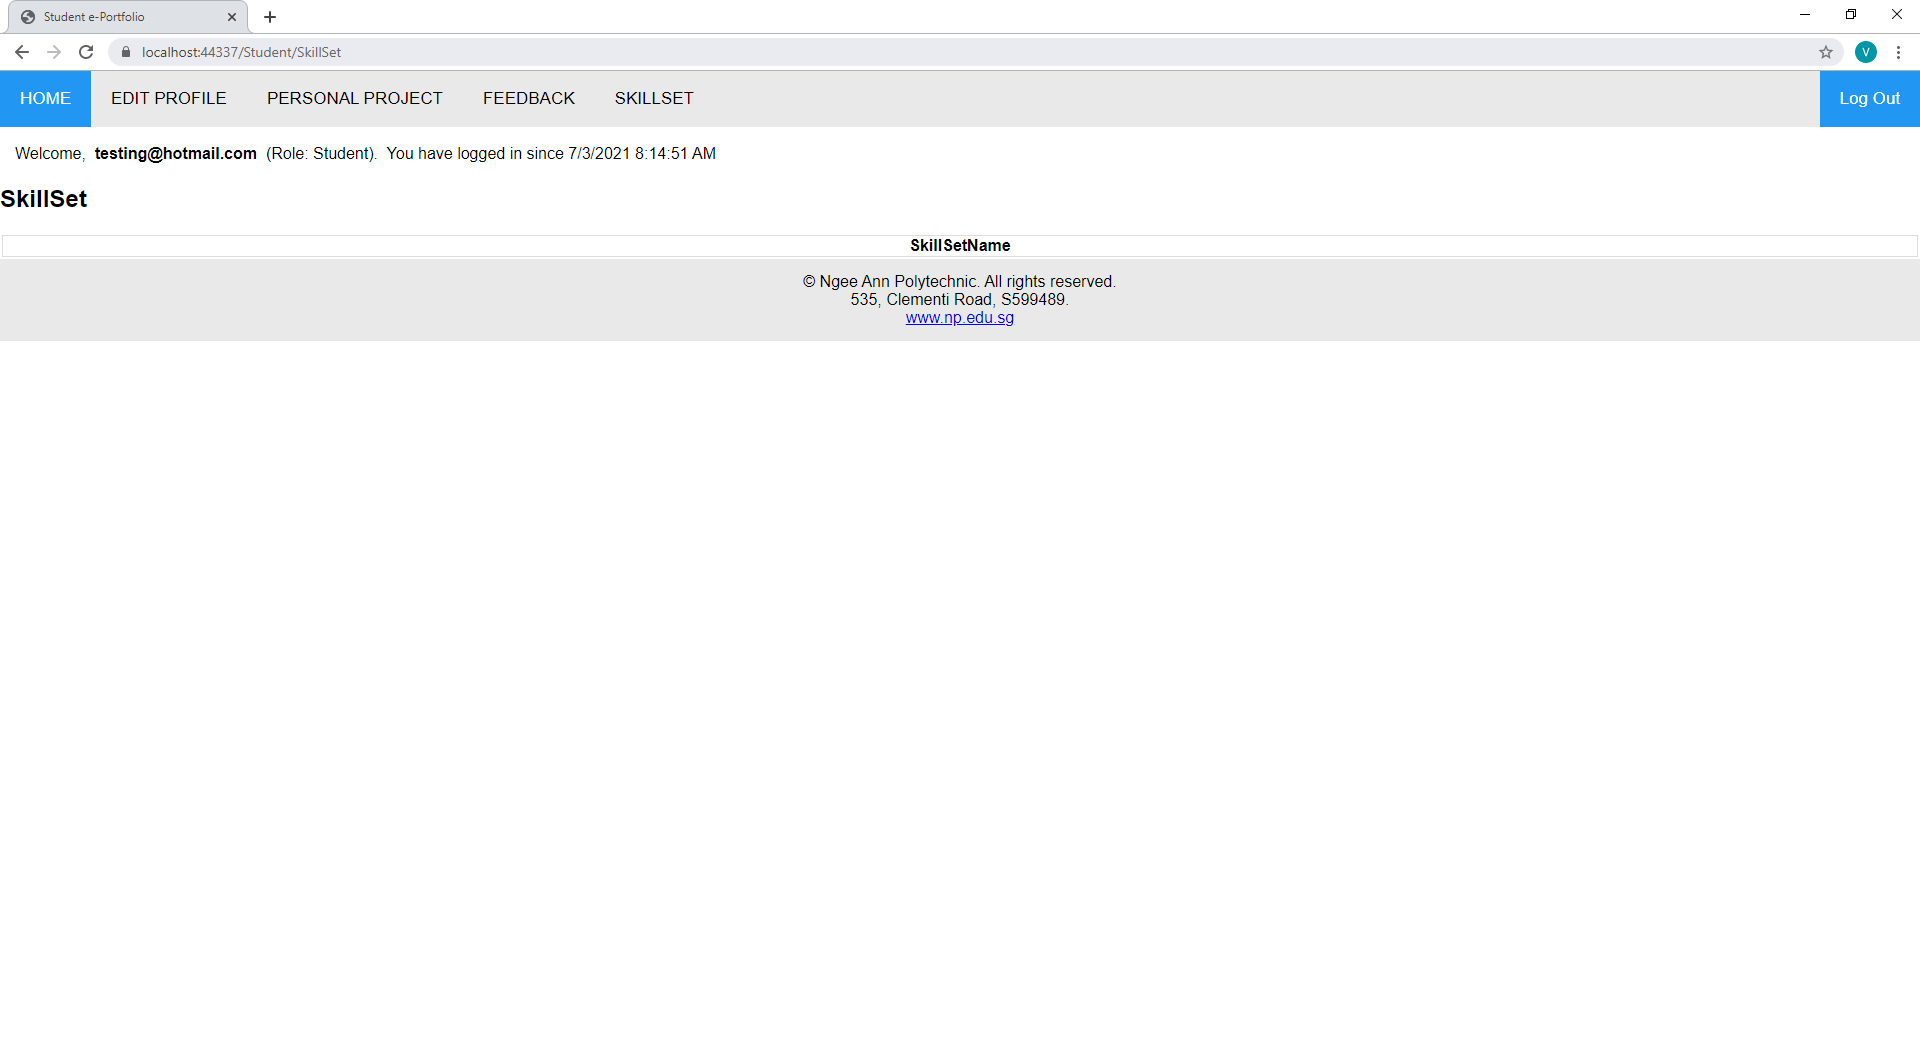 Student e-Portfolio
localhost:44337/Student/SkillSet
V
HOME EDIT PROFILE PERSONAL PROJECT FEEDBACK SKILLSET Log Out
Welcome, testing@hotmail.com (Role: Student). You have logged in since 7/3/2021 8:14:51 AM
SkillSet
SkillSetName
© Ngee Ann Polytechnic. All rights reserved.
535, Clementi Road, S599489.
www.np.edu.sg